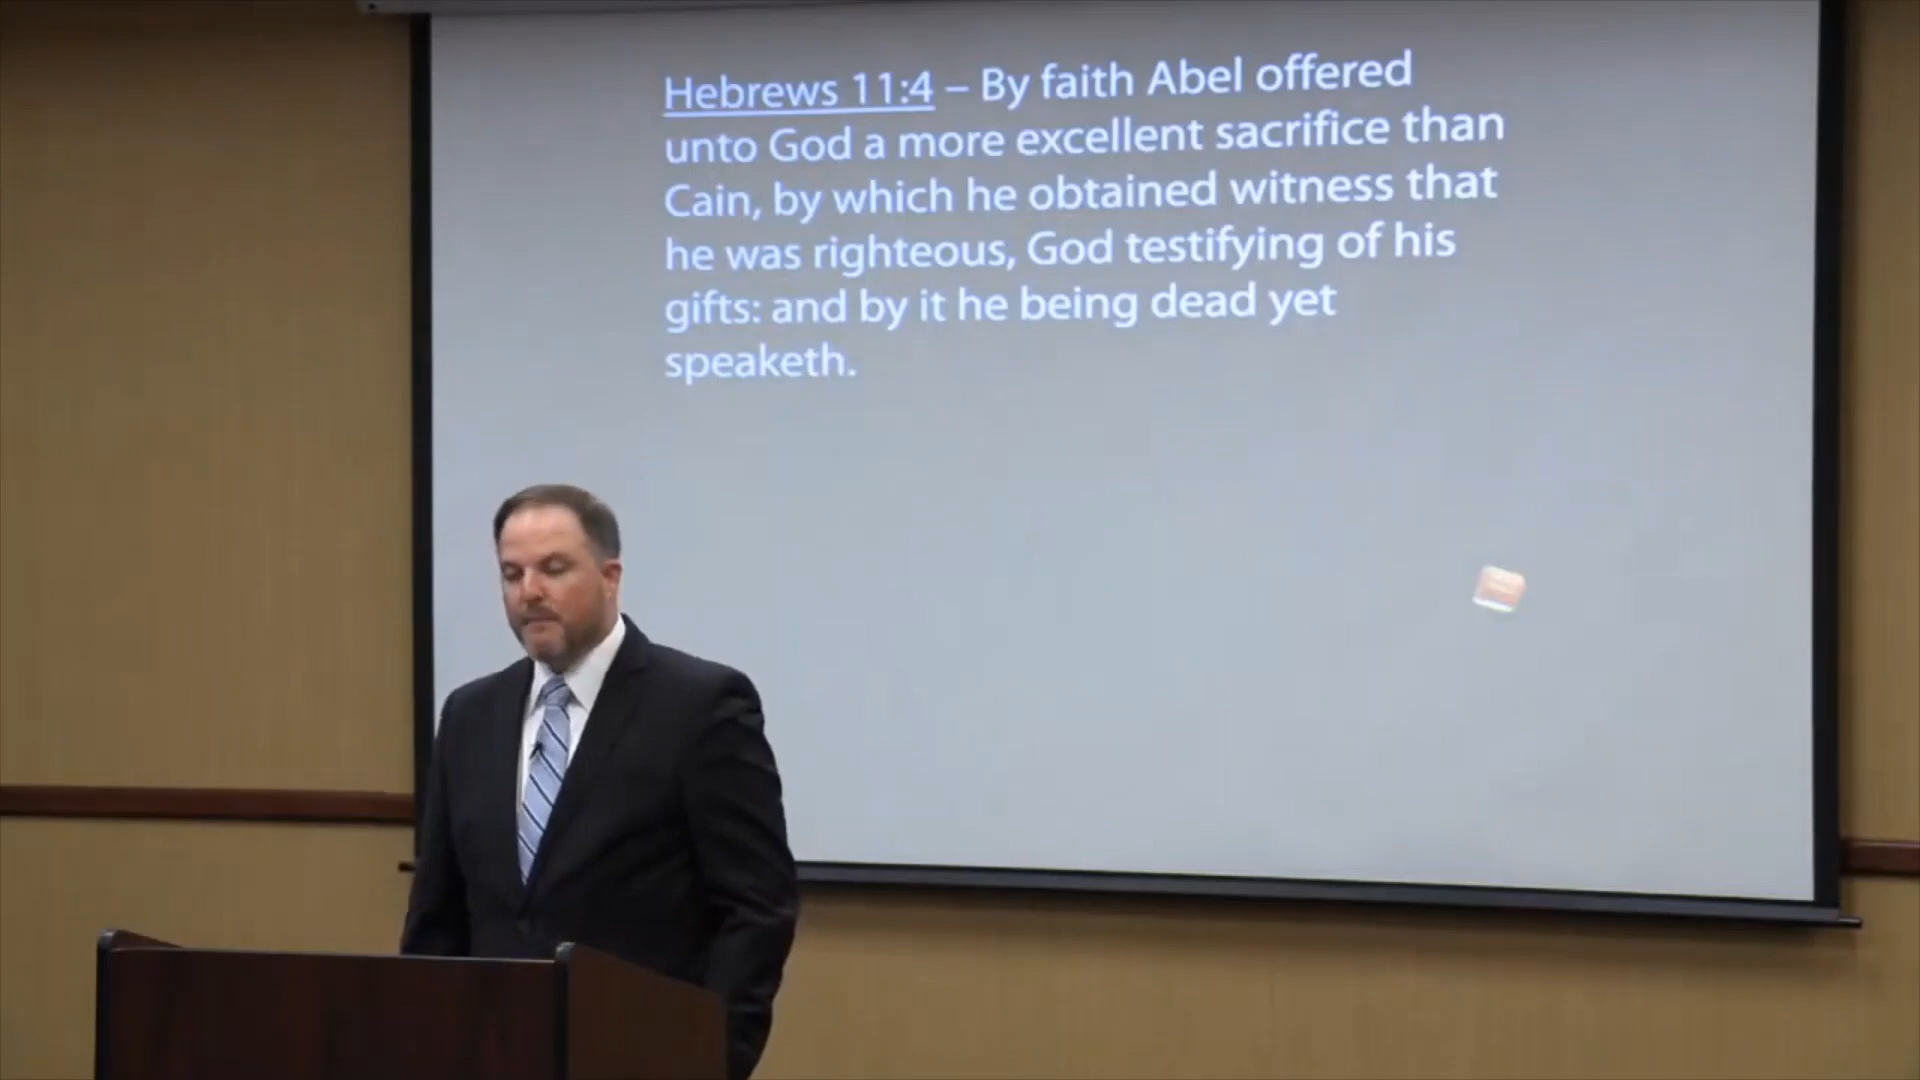 Hebrews 11:4 – By faith Abel offered
unto God a more excellent sacrifice than
Cain, by which he obtained witness that
he was righteous, God testifying of his
gifts: and by it he being dead yet
speaketh.